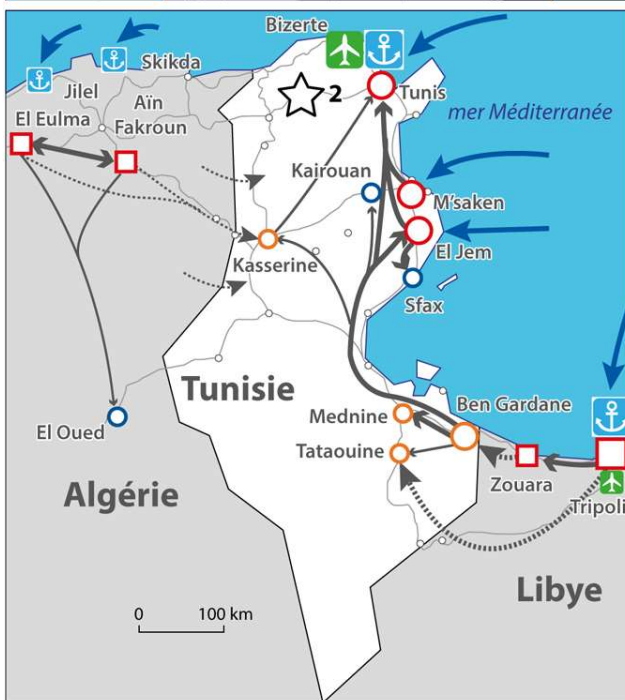 Bizerte
Skikda
Jilel
El Eulma
Aïn
Fakroun
2
Tunis
mer Méditerranée
Kairouan
M'saken
El Jem
Kasserine
Sfax
Tunisie
Mednine
Ben Gardane
Tataouine
El Oued
Zouara
Tripoli
Algérie
Libye
0 100 km